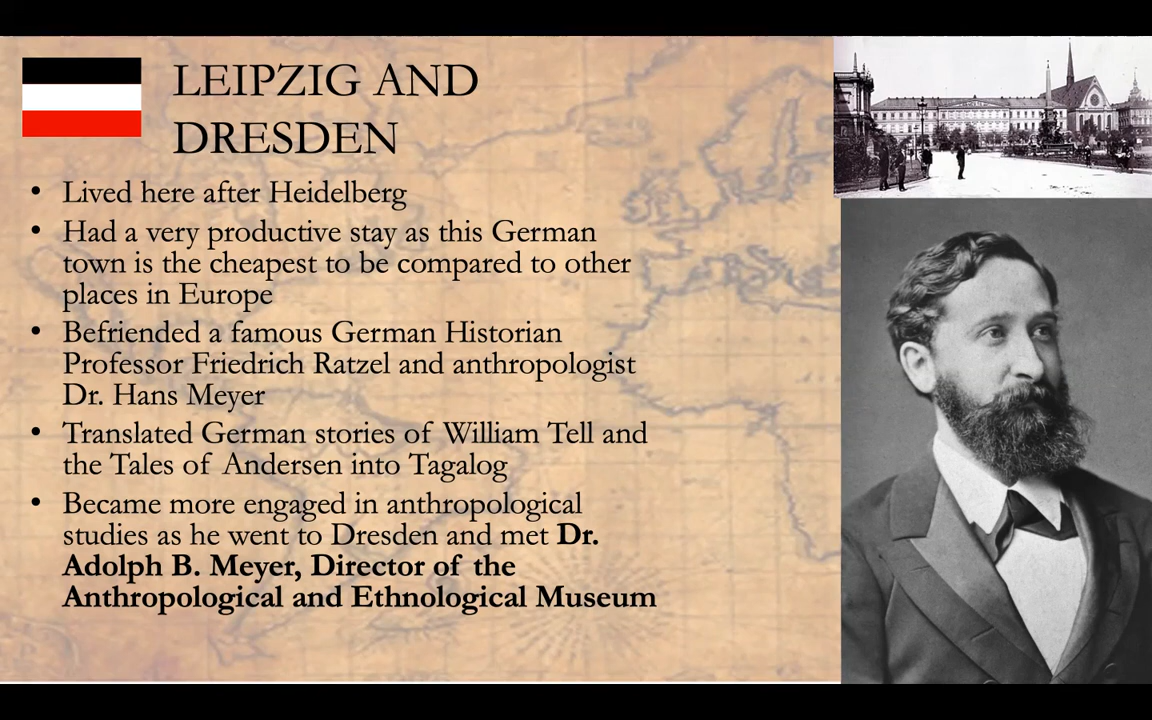 LEIPZIG AND
DRESDEN
• Lived here after Heidelberg
• Had a very productive stay as this German
town is the cheapest to be compared to other
places in Europe
• Befriended a famous German Historian
Professor Friedrich Ratzel and anthropologist
Dr. Hans Meyer
• Translated German stories of William Tell and
the Tales of Andersen into Tagalog
• Became more engaged in anthropological
studies as he went to Dresden and met Dr.
Adolph B. Meyer, Director of the
Anthropological and Ethnological Museum